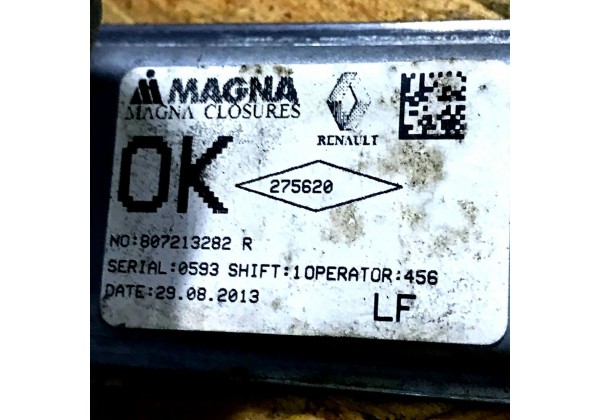 MAGNA
MAGNA CLOSURES
RENAULT
OK
275620
NO:807213282 R
SERIAL:0593 SHIFT:1OPERATOR:456
DATE:29.08.2013
LF